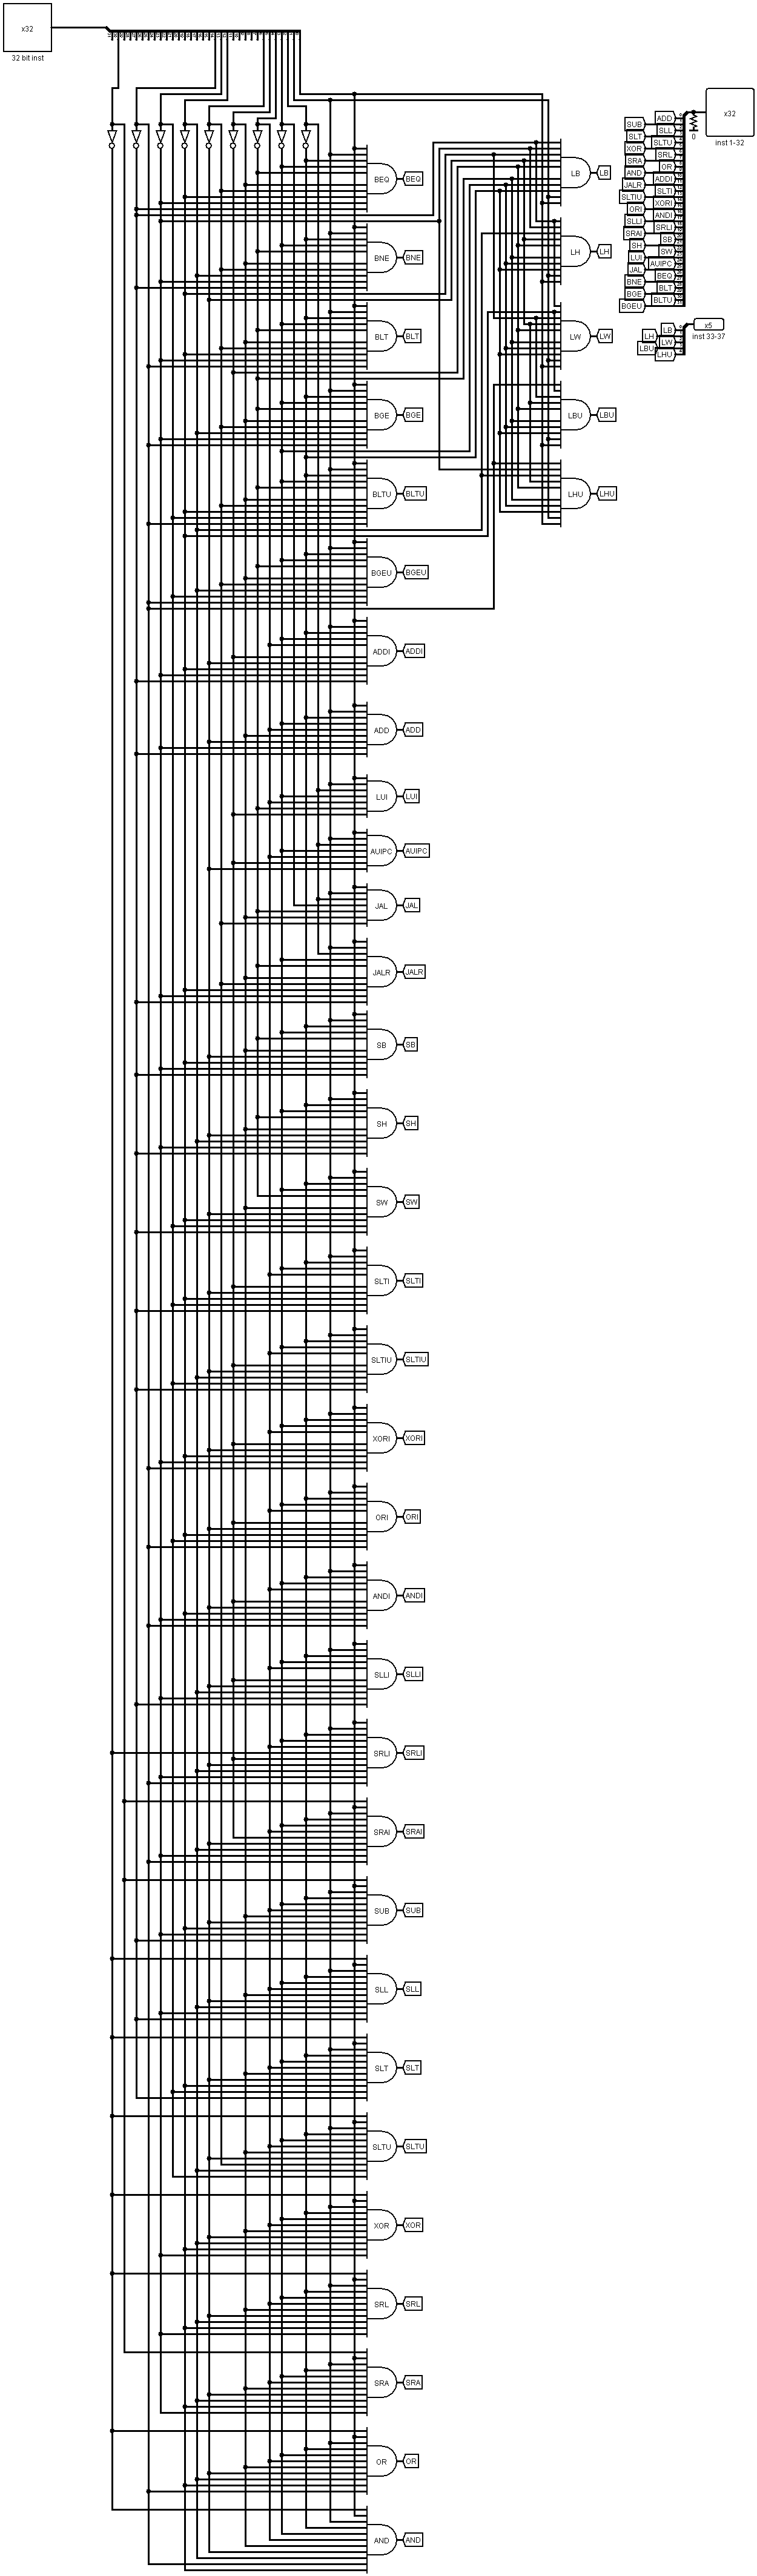 x32
32 bit inst
BEQ BEQ
BNE BNE
BLT BLT
BGE BGE
BLTU BLTU
BGEU BGEU
ADDI ADDI
ADD ADD
LUI LUI
AUIPC AUIPC
JAL JAL
JALR JALR
SB SB
SH SH
SW SW
SLTI SLTI
SLTIU SLTIU
XORI XORI
ORI ORI
ANDI ANDI
SLLI SLLI
SRLI SRLI
SRAI SRAI
SUB SUB
SLL SLL
SLT SLT
SLTU SLTU
XOR XOR
SRL SRL
SRA SRA
OR OR
AND AND
LB LB
LH LH
LW LW
LBU LBU
LHU LHU
ADD
SUB
SLL
SLT
SLTU
XOR
SRL
SRA
OR
AND
ADDI
JALR
SLTI
SLTIU
XORI
ORI
ANDI
SLLI
SRLI
SRAI
SB
SH
SW
LUI
AUIPC
JAL
BEQ
BNE
BLT
BGE
BLTU
BGEU
0
x32
inst 1-32
LB
LH
LW
LBU
LHU
x5
inst 33-37